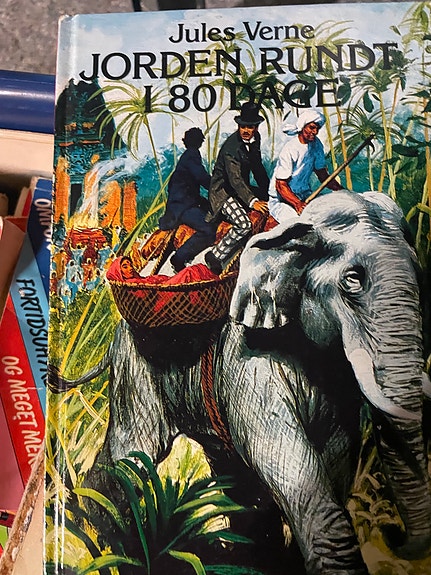 Jules Verne
JORDEN RUNDT
I 80 DAGE
OG MEGET